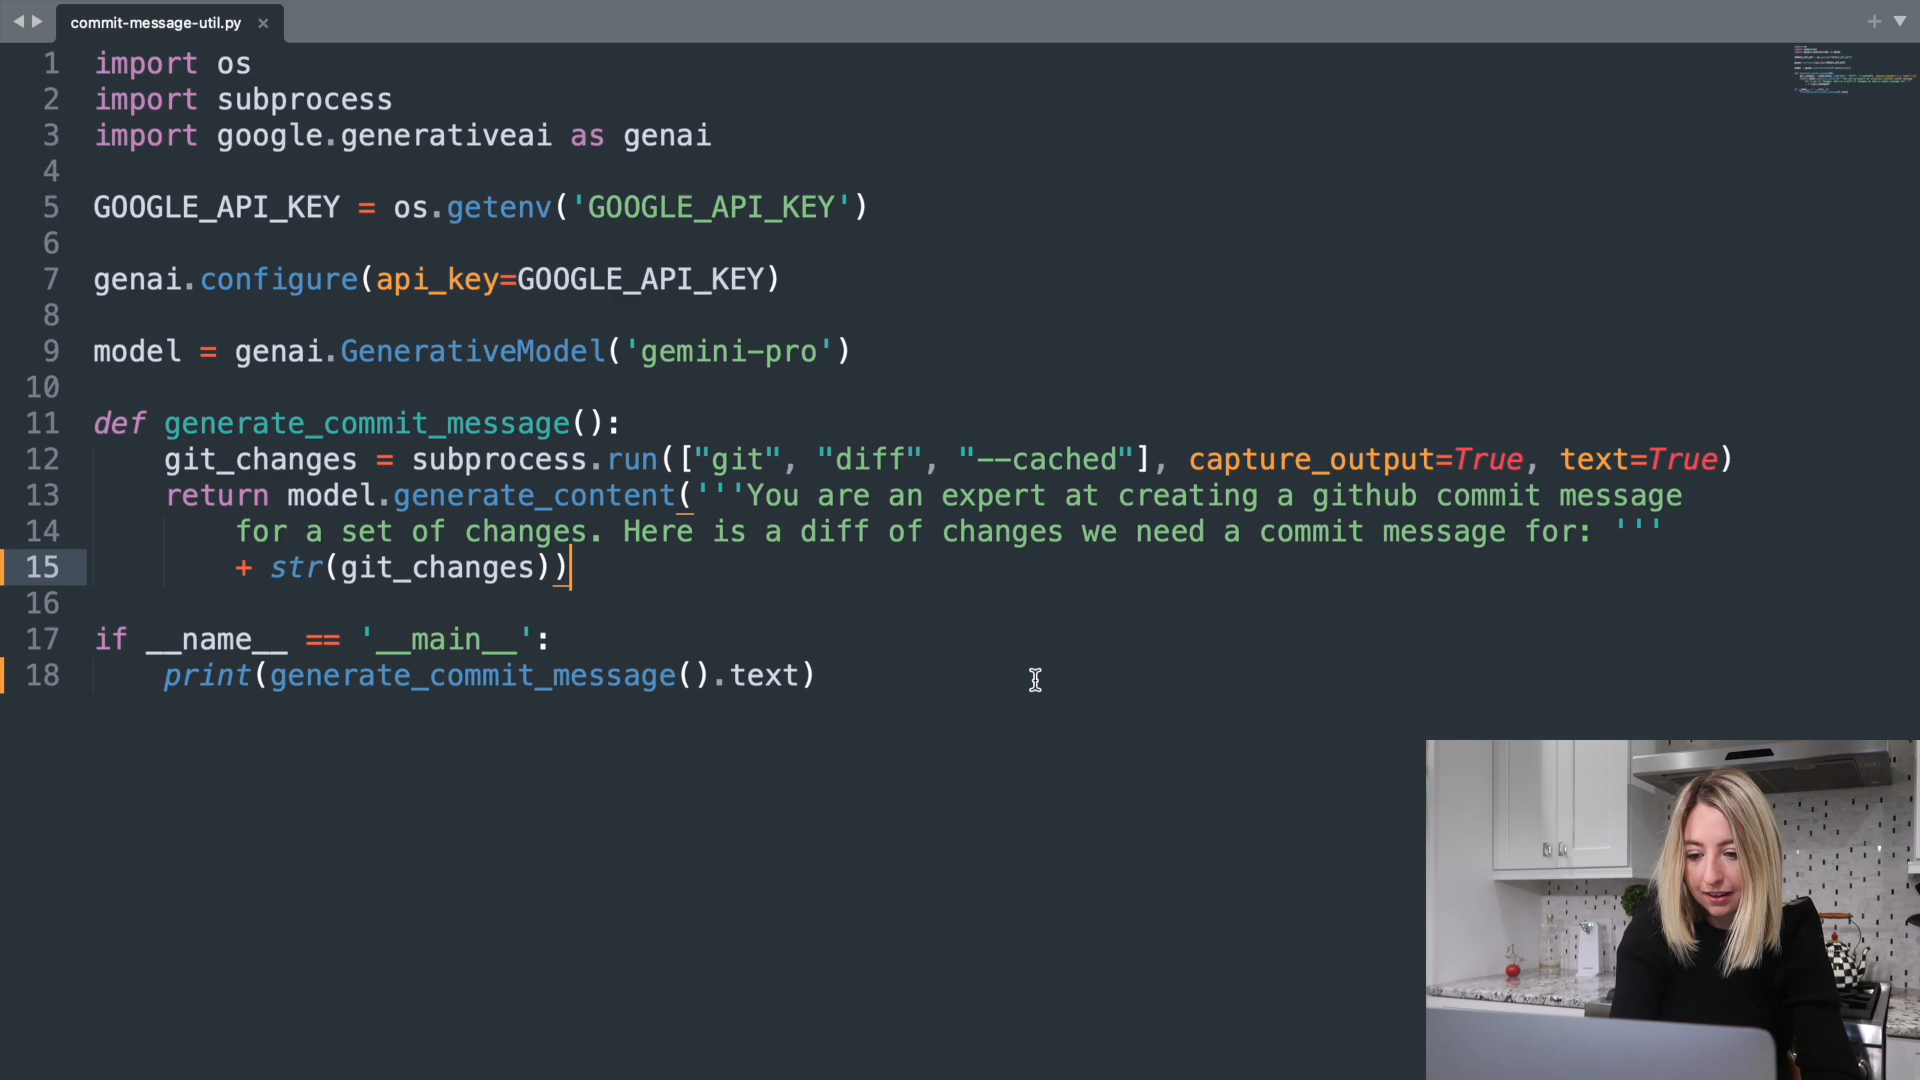 commit-message-util.py
1 import os
2 import subprocess
3 import google.generativeai as genai
4
5 GOOGLE_API_KEY = os.getenv('GOOGLE_API_KEY')
6
7 genai.configure(api_key=GOOGLE_API_KEY)
8
9 model = genai.GenerativeModel('gemini-pro')
10
11 def generate_commit_message():
12     git_changes = subprocess.run(["git", "diff", "--cached"], capture_output=True, text=True)
13     return model.generate_content('''You are an expert at creating a github commit message
14         for a set of changes. Here is a diff of changes we need a commit message for: '''
15         + str(git_changes))
16
17 if __name__ == '__main__':
18     print(generate_commit_message().text)